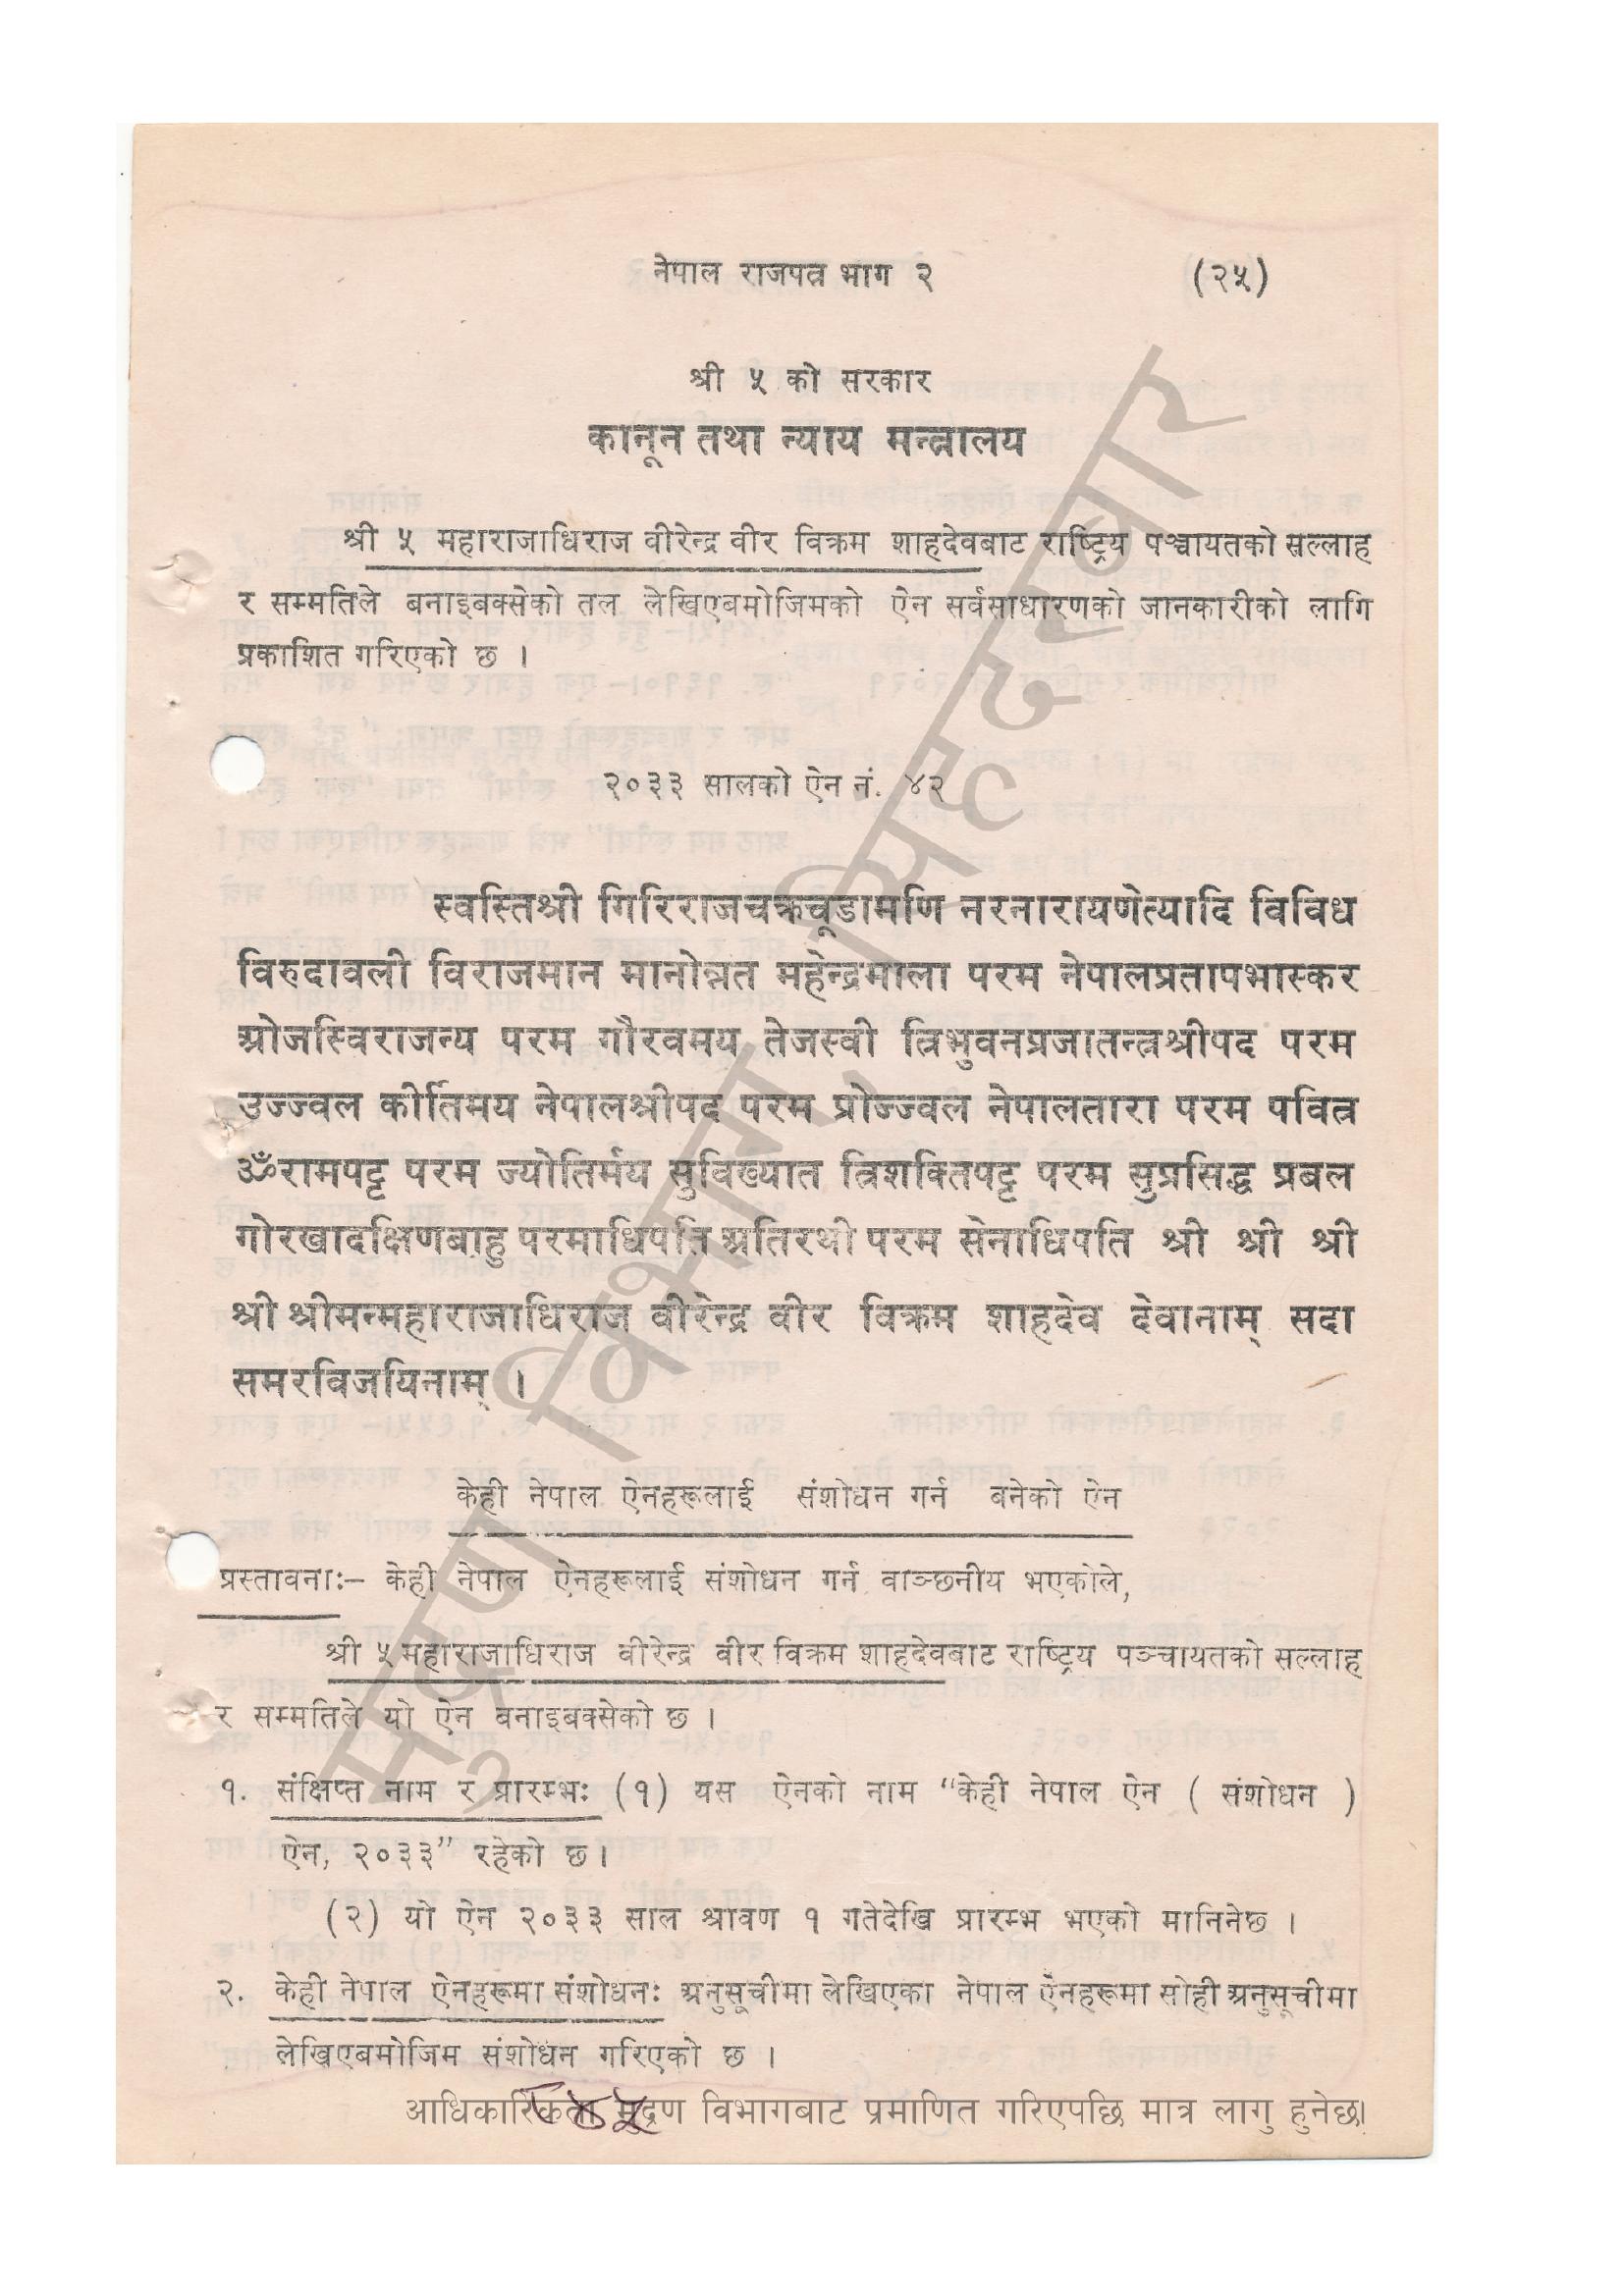 नेपाल राजपत्र भाग २ (२५)
श्री ५ को सरकार
कानून तथा न्याय मन्त्रालय
श्री ५ महाराजाधिराज वीरेन्द्र वीर विक्रम शाहदेवबाट राष्ट्रिय पञ्चायतको सल्लाह
र सम्मतिले बनाइबक्सेको तल लेखिएबमोजिमको ऐन सर्वसाधारणको जानकारीको लागि
प्रकाशित गरिएको छ ।
२०३३ सालको ऐन नं. ४२
स्वस्तिश्री गिरिराजचक्रचूडामणि नरनारायणेत्यादि विविध
विरुदावली विराजमान मानोन्नत महेन्द्रमाला परम नेपालप्रतापभास्कर
ओजस्विराजन्य परम गौरवमय तेजस्वी त्रिभुवनप्रजातन्त्रश्रीपद परम
उज्ज्वल कीर्तिमय नेपालश्रीपद परम प्रोज्ज्वल नेपालतारा परम पवित्र
ॐरामपट्ट परम ज्योतिर्मय सुविख्यात त्रिशक्तिपट्ट परम सुप्रसिद्ध प्रबल
गोरखादक्षिणबाहु परमाधिपति अतिरथी परम सेनाधिपति श्री श्री श्री
श्री श्रीमन्महाराजाधिराज वीरेन्द्र वीर विक्रम शाहदेव देवानाम् सदा
समरविजयिनाम् ।
केही नेपाल ऐनहरूलाई संशोधन गर्न बनेको ऐन
प्रस्तावनाः– केही नेपाल ऐनहरूलाई संशोधन गर्न वाञ्छनीय भएकोले,
श्री ५ महाराजाधिराज वीरेन्द्र वीर विक्रम शाहदेवबाट राष्ट्रिय पञ्चायतको सल्लाह
र सम्मतिले यो ऐन बनाइबक्सेको छ ।
१. संक्षिप्त नाम र प्रारम्भः (१) यस ऐनको नाम "केही नेपाल ऐन ( संशोधन )
ऐन, २०३३" रहेको छ ।
(२) यो ऐन २०३३ साल श्रावण १ गतेदेखि प्रारम्भ भएको मानिनेछ ।
२. केही नेपाल ऐनहरूमा संशोधनः अनुसूचीमा लेखिएका नेपाल ऐनहरूमा सोही अनुसूचीमा
लेखिएबमोजिम संशोधन गरिएको छ ।
आधिकारिकता मुद्रण विभागबाट प्रमाणित गरिएपछि मात्र लागु हुनेछ।
मुद्रण विभाग, सिंहदरबार